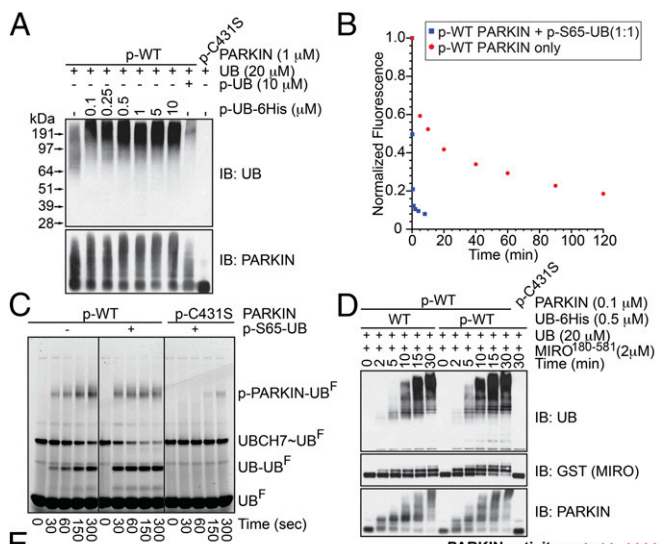 A
p-WT
p-C431S
PARKIN (1 µM)
+ + + + + + + + +
UB (20 µM)
- - - - - - - + -
p-UB (10 µM)
- 0.1 0.25 0.5 1 5 10 - -
p-UB-6His (µM)
kDa
191
97
64
51
39
28
IB: UB
IB: PARKIN
B
p-WT PARKIN + p-S65-UB(1:1)
p-WT PARKIN only
Normalized Fluorescence
1.0
0.8
0.6
0.4
0.2
0
0 20 40 60 80 100 120
Time (min)
C
p-WT p-C431S PARKIN
- + + p-S65-UB
p-PARKIN-UBF
UBCH7~UBF
UB-UBF
UBF
0 30 60 150 300 0 30 60 150 300 0 30 60 150 300
Time (sec)
D
p-WT
p-C431S
PARKIN (0.1 µM)
WT p-WT UB-6His (0.5 µM)
+ + + + + + + + + + + + + UB (20 µM)
+ + + + + + + + + + + + + MIRO180-581(2µM)
0 2 5 10 15 30 0 2 5 10 15 30 30 Time (min)
IB: UB
IB: GST (MIRO)
IB: PARKIN
E